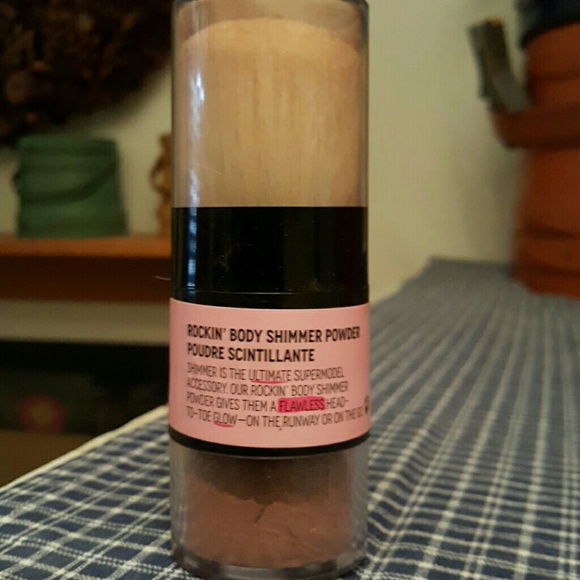 ROCKIN' BODY SHIMMER POWDER
POUDRE SCINTILLANTE
SHIMMER IS THE ULTIMATE SUPERMODEL
ACCESSORY. OUR ROCKIN' BODY SHIMMER
POWDER GIVES THEM A FLAWLESS HEAD-
TO-TOE GLOW—ON THE RUNWAY OR ON THE GO